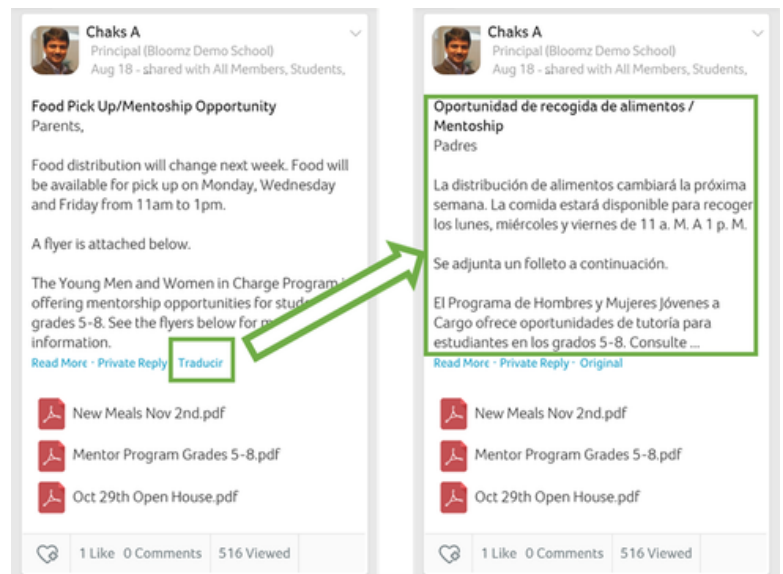 Chaks A
Principal (Bloomz Demo School)
Aug 18 - shared with All Members, Students,
Food Pick Up/Mentoship Opportunity
Parents,
Food distribution will change next week. Food will
be available for pick up on Monday, Wednesday
and Friday from 11am to 1pm.
A flyer is attached below.
The Young Men and Women in Charge Program
offering mentorship opportunities for
grades 5-8. See the flyers below for
information.
Read More · Private Reply · Traducir
New Meals Nov 2nd.pdf
Mentor Program Grades 5-8.pdf
Oct 29th Open House.pdf
1 Like 0 Comments 516 Viewed
Chaks A
Principal (Bloomz Demo School)
Aug 18 - shared with All Members, Students,
Oportunidad de recogida de alimentos /
Mentoship
Padres
La distribución de alimentos cambiará la próxima
semana. La comida estará disponible para recoger
los lunes, miércoles y viernes de 11 a. M. A 1 p. M.
Se adjunta un folleto a continuación.
El Programa de Hombres y Mujeres Jóvenes a
Cargo ofrece oportunidades de tutoría para
estudiantes en los grados 5-8. Consulte ...
Read More · Private Reply · Original
New Meals Nov 2nd.pdf
Mentor Program Grades 5-8.pdf
Oct 29th Open House.pdf
1 Like 0 Comments 516 Viewed